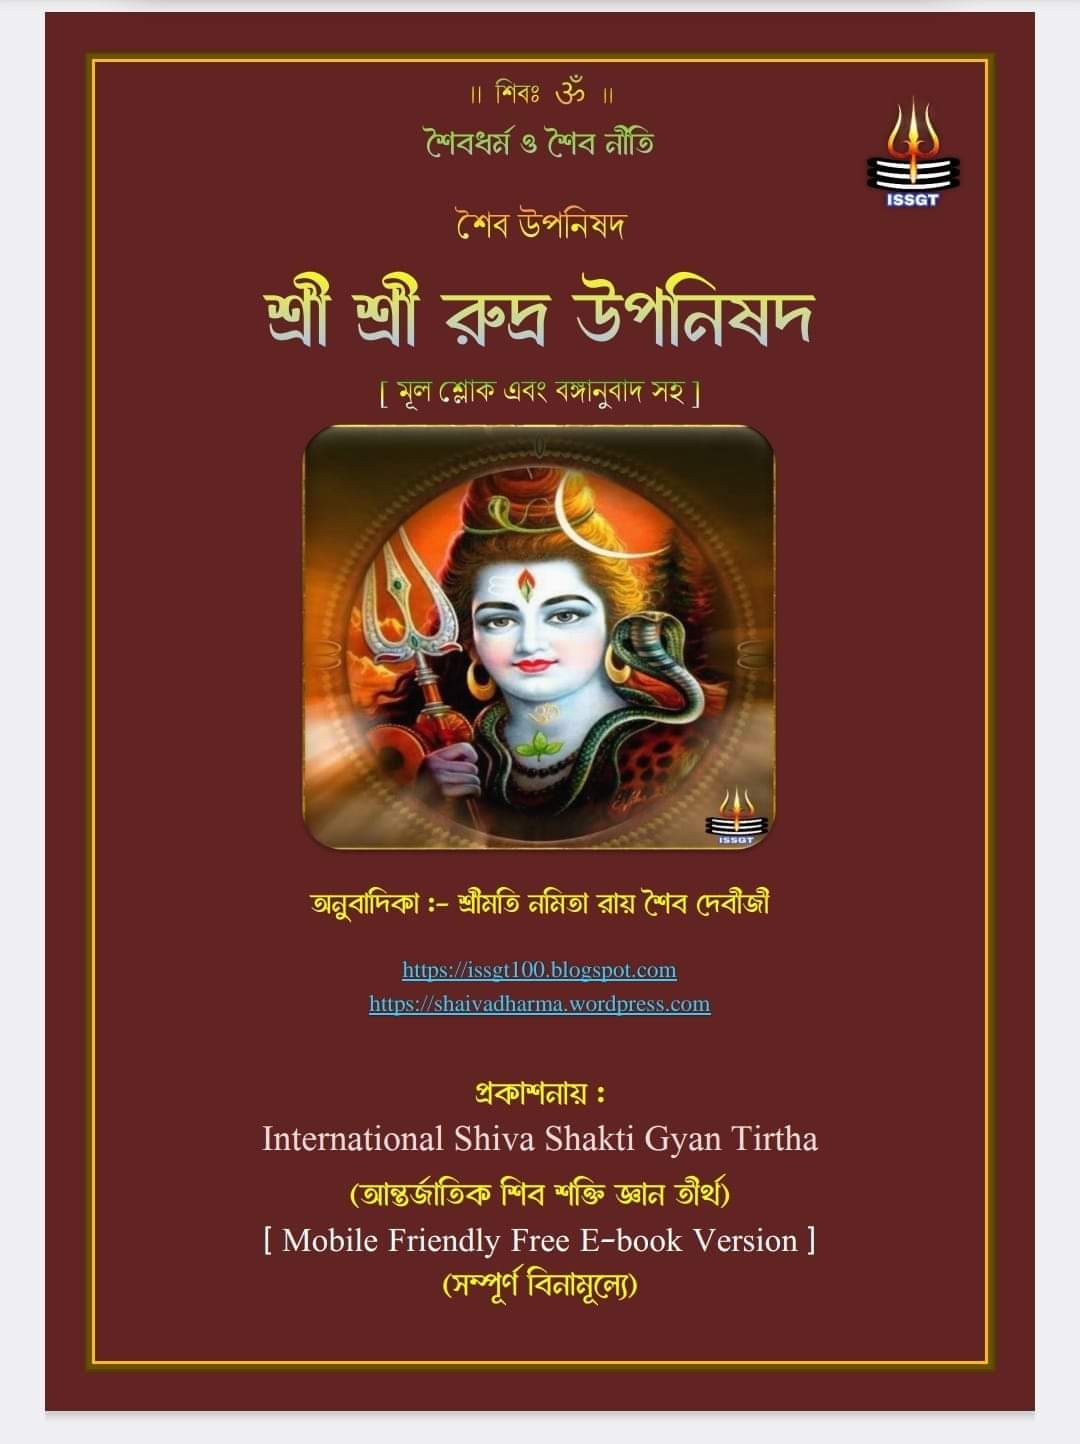 ॥ শিবঃ ॐ ॥
শৈবধর্ম ও শৈব নীতি
ISSGT
শৈব উপনিষদ
শ্রী শ্রী রুদ্র উপনিষদ
[ মূল শ্লোক এবং বঙ্গানুবাদ সহ ]
ISSGT
অনুবাদিকা :- শ্রীমতি নমিতা রায় শৈব দেবীজী
https://issgt100.blogspot.com
https://shaivadharma.wordpress.com
প্রকাশনায় :
International Shiva Shakti Gyan Tirtha
(আন্তর্জাতিক শিব শক্তি জ্ঞান তীর্থ)
[ Mobile Friendly Free E-book Version ]
(সম্পূর্ণ বিনামূল্যে)